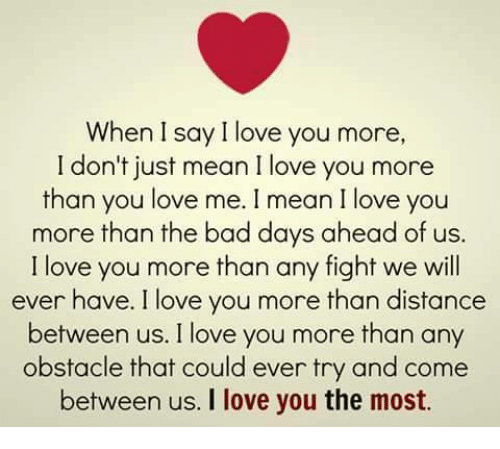 When I say I love you more,
I don't just mean I love you more
than you love me. I mean I love you
more than the bad days ahead of us.
I love you more than any fight we will
ever have. I love you more than distance
between us. I love you more than any
obstacle that could ever try and come
between us. I love you the most.